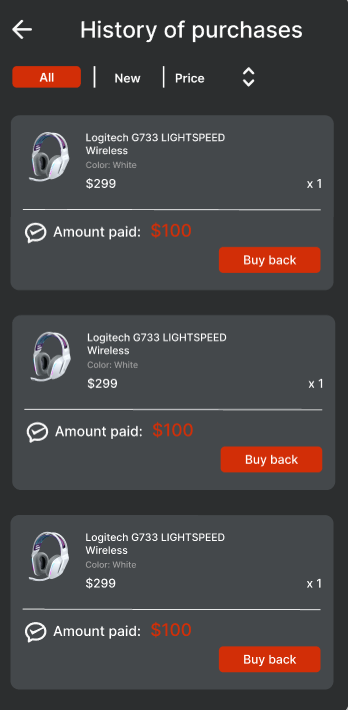 History of purchases
All
New
Price
Logitech G733 LIGHTSPEED
Wireless
Color: White
$299
x 1
Amount paid: $100
Buy back
Logitech G733 LIGHTSPEED
Wireless
Color: White
$299
x 1
Amount paid: $100
Buy back
Logitech G733 LIGHTSPEED
Wireless
Color: White
$299
x 1
Amount paid: $100
Buy back